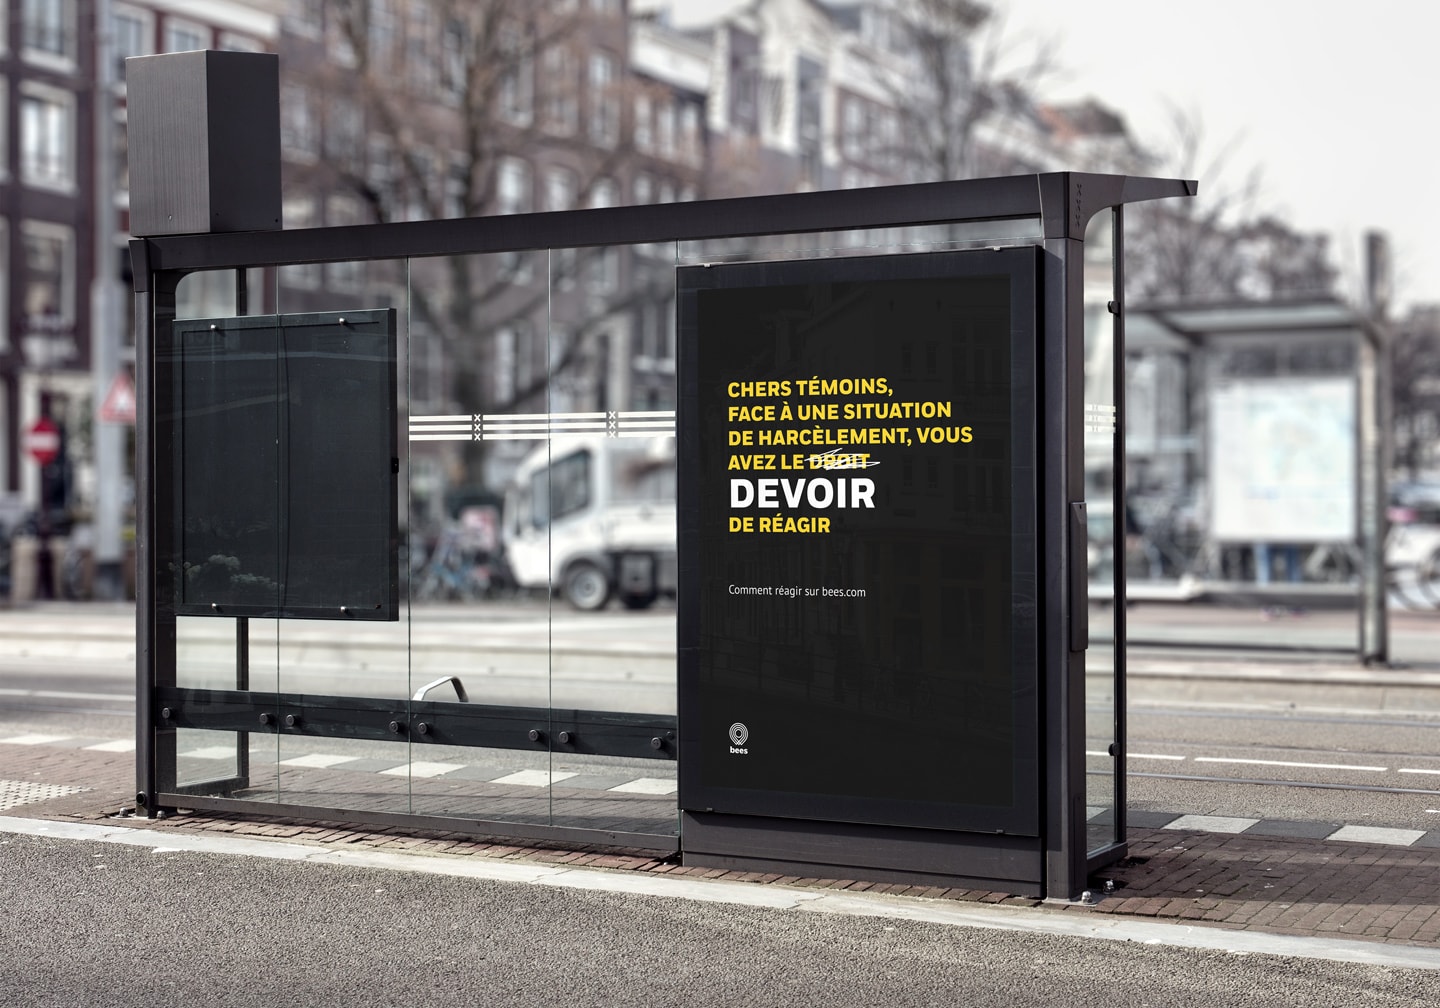 CHERS TÉMOINS,
FACE À UNE SITUATION
DE HARCÈLEMENT, VOUS
AVEZ LE DROIT
DEVOIR
DE RÉAGIR
Comment réagir sur bees.com
bees